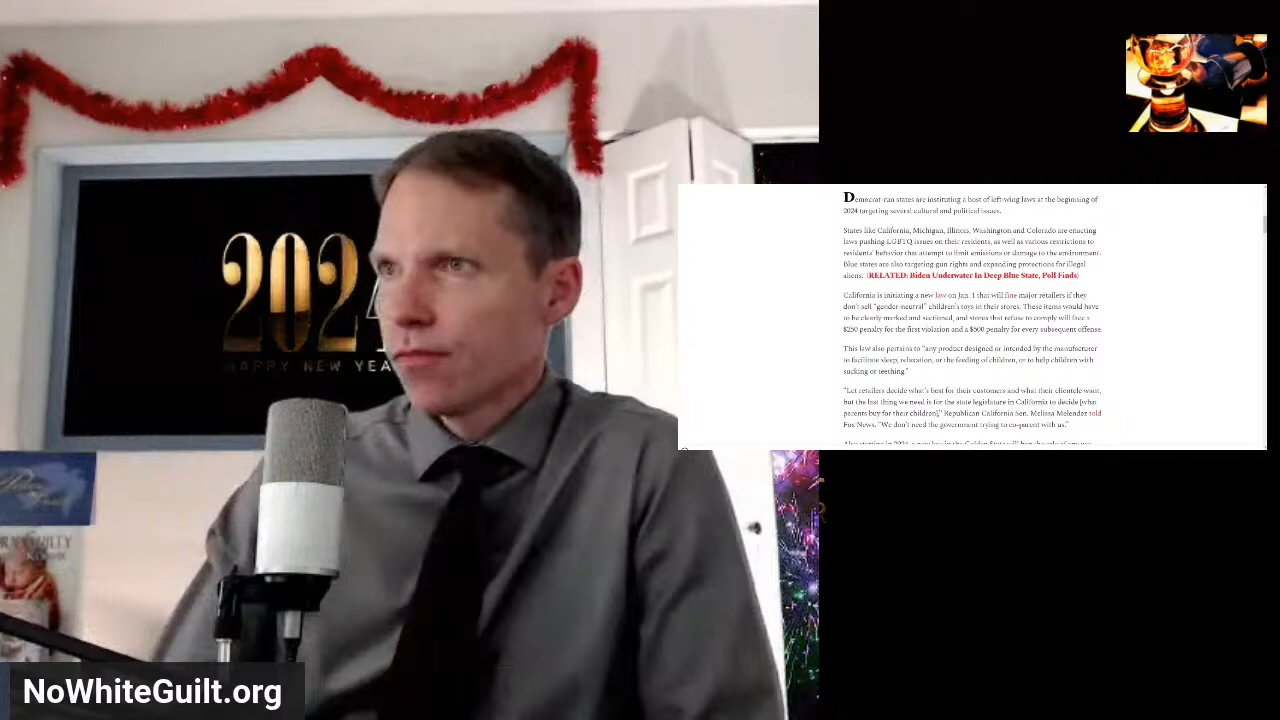 2024
HAPPY NEW YEA
Democrat-run states are instituting a host of left-wing laws at the beginning of
2024 targeting several cultural and political issues.
States like California, Michigan, Illinois, Washington and Colorado are enacting
laws pushing LGBTQ issues on their residents, as well as various restrictions to
residents' behavior that attempt to limit emissions or damage to the environment.
Blue states are also targeting gun rights and expanding protections for illegal
aliens. (RELATED: Biden Underwater In Deep Blue State, Poll Finds)
California is initiating a new law on Jan. 1 that will fine major retailers if they
don't sell "gender-neutral" children's toys in their stores. These items would have
to be clearly marked and sectioned, and stores that refuse to comply will face a
$250 penalty for the first violation and a $500 penalty for every subsequent offense.
This law also pertains to "any product designed or intended by the manufacturer
to facilitate sleep, relaxation, or the feeding of children, or to help children with
sucking or teething."
"Let retailers decide what's best for their customers and what their clientele want,
but the last thing we need is for the state legislature in California to decide [what
parents buy for their children]," Republican California Sen. Melissa Melendez told
Fox News. "We don't need the government trying to co-parent with us."
NoWhiteGuilt.org